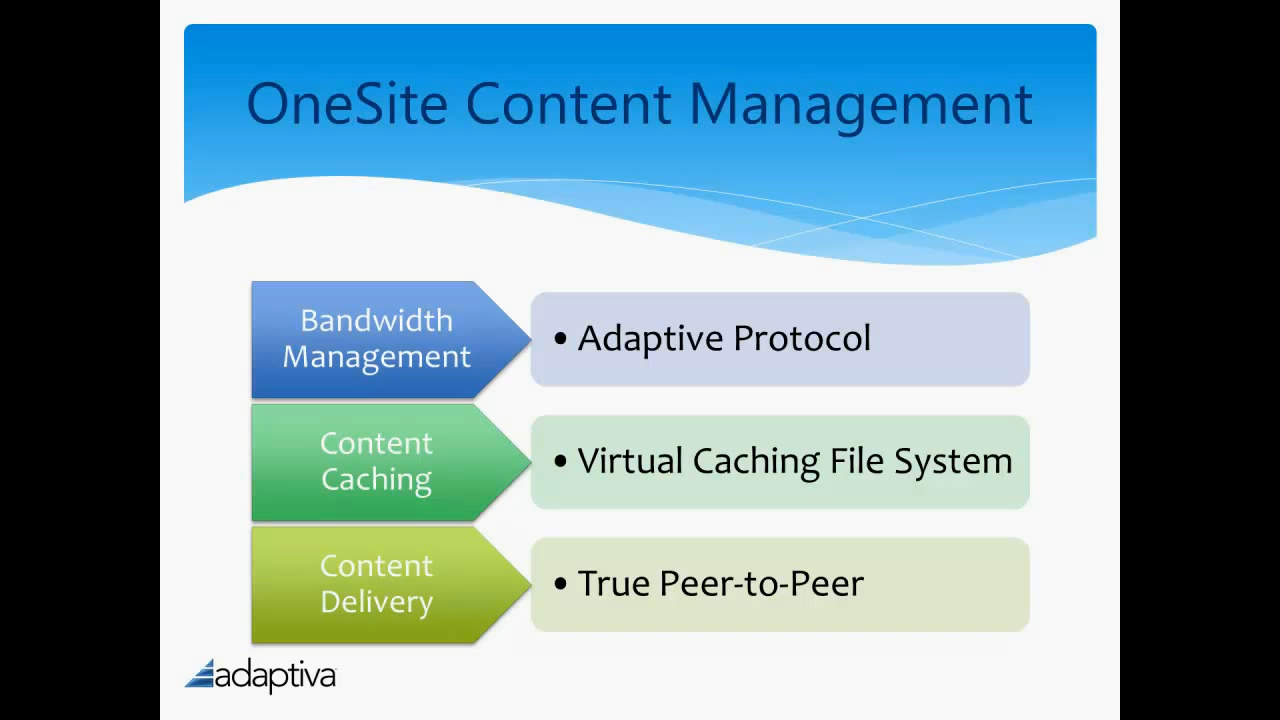 OneSite Content Management
Bandwidth
Management
• Adaptive Protocol
Content
Caching
• Virtual Caching File System
Content
Delivery
• True Peer-to-Peer
adaptiva